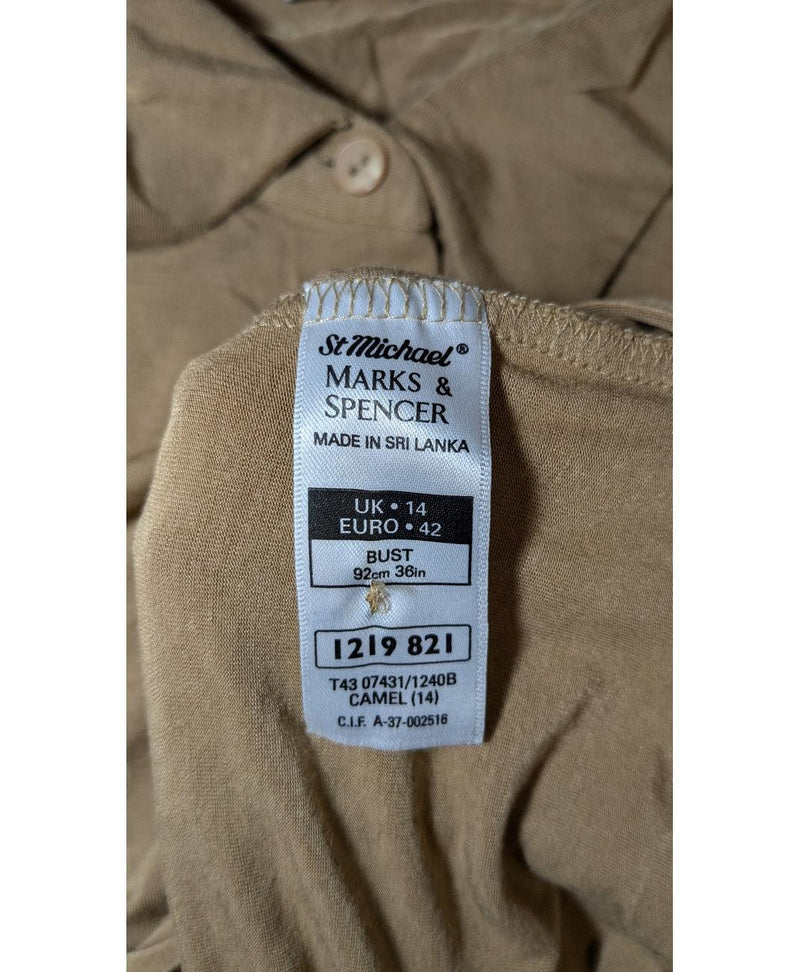 St Michael®
MARKS &
SPENCER
MADE IN SRI LANKA
UK • 14
EURO • 42
BUST
92cm 36in
1219 821
T43 07431/1240B
CAMEL (14)
C.I.F. A-37-002516